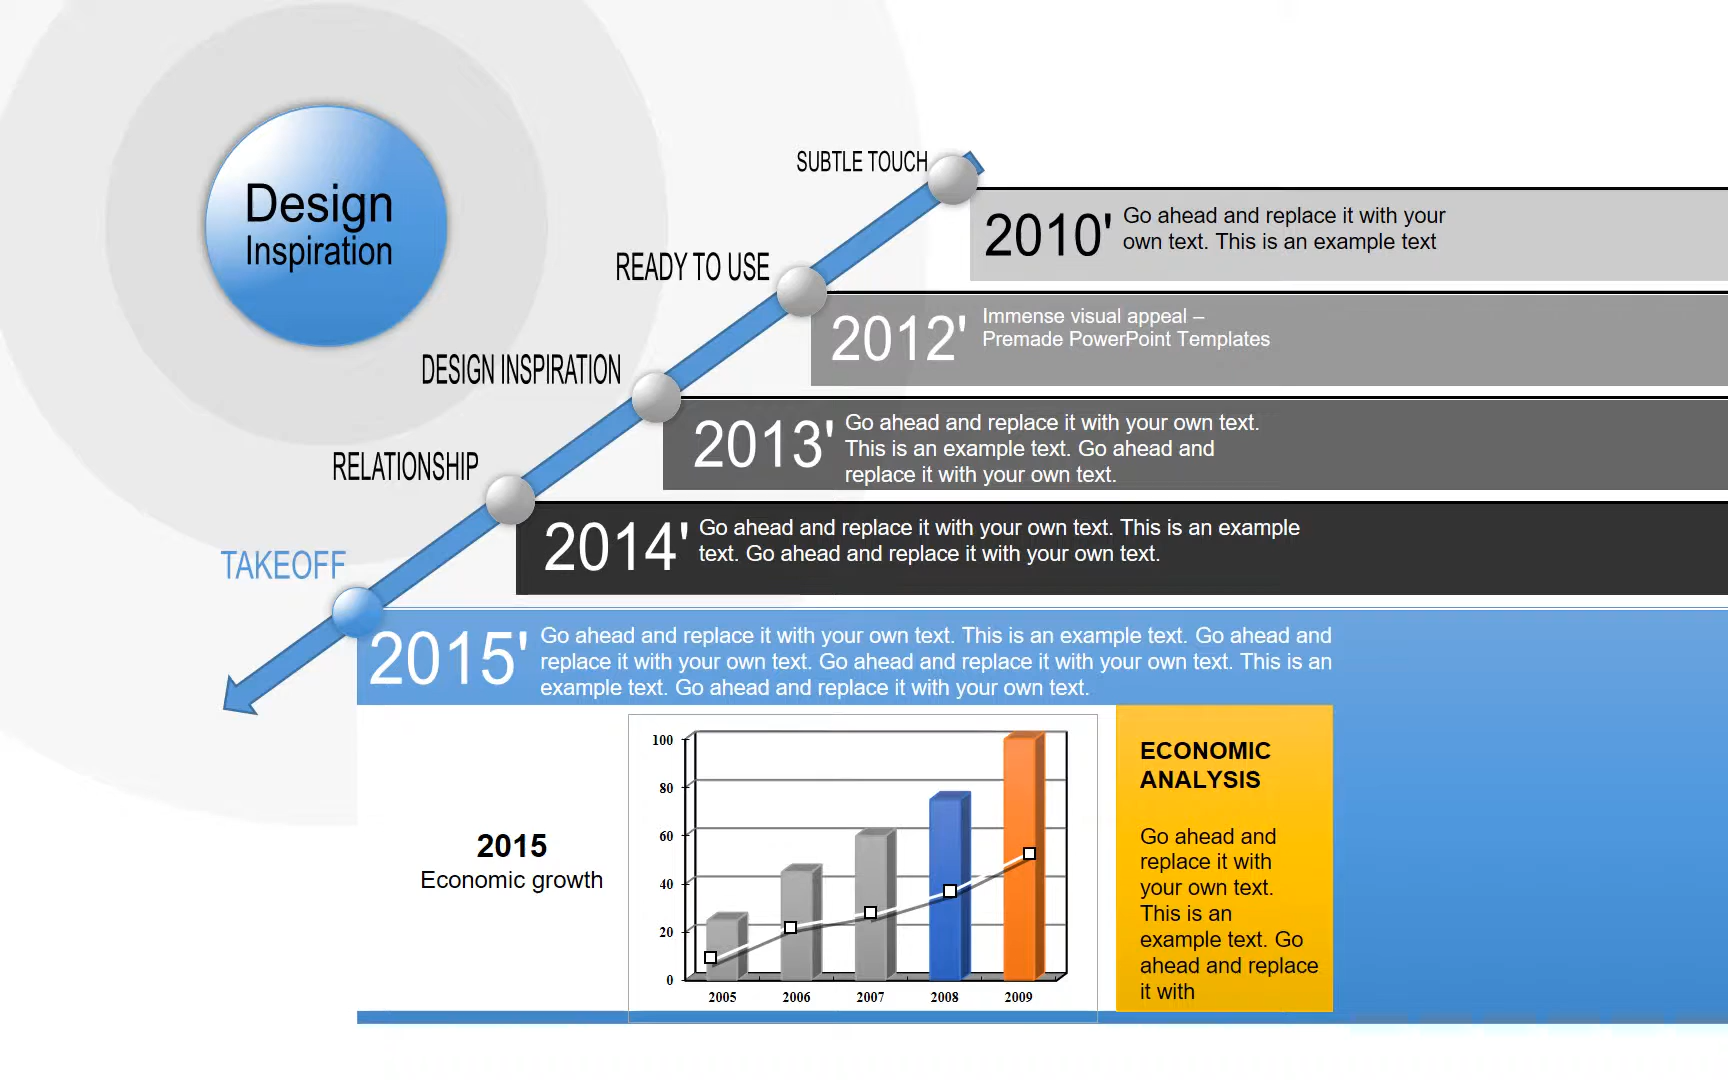 Design
Inspiration
SUBTLE TOUCH
2010' Go ahead and replace it with your
own text. This is an example text
READY TO USE
2012' Immense visual appeal –
Premade PowerPoint Templates
DESIGN INSPIRATION
2013' Go ahead and replace it with your own text.
This is an example text. Go ahead and
replace it with your own text.
RELATIONSHIP
2014' Go ahead and replace it with your own text. This is an example
text. Go ahead and replace it with your own text.
TAKEOFF
2015' Go ahead and replace it with your own text. This is an example text. Go ahead and
replace it with your own text. Go ahead and replace it with your own text. This is an
example text. Go ahead and replace it with your own text.
2015
Economic growth
100
80
60
40
20
0
2005 2006 2007 2008 2009
ECONOMIC
ANALYSIS
Go ahead and
replace it with
your own text.
This is an
example text. Go
ahead and replace
it with